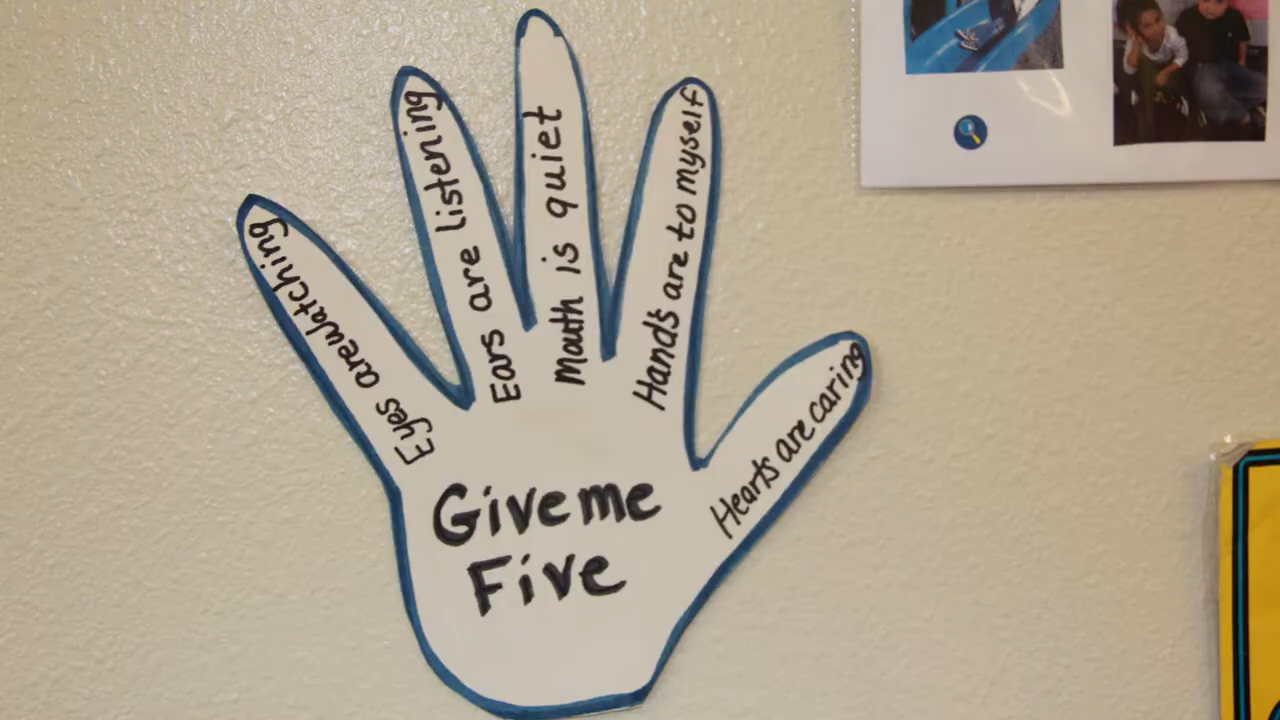 Eyes are watching
Ears are listening
Mouth is quiet
Hands are to myself
Hearts are caring
Give me
Five